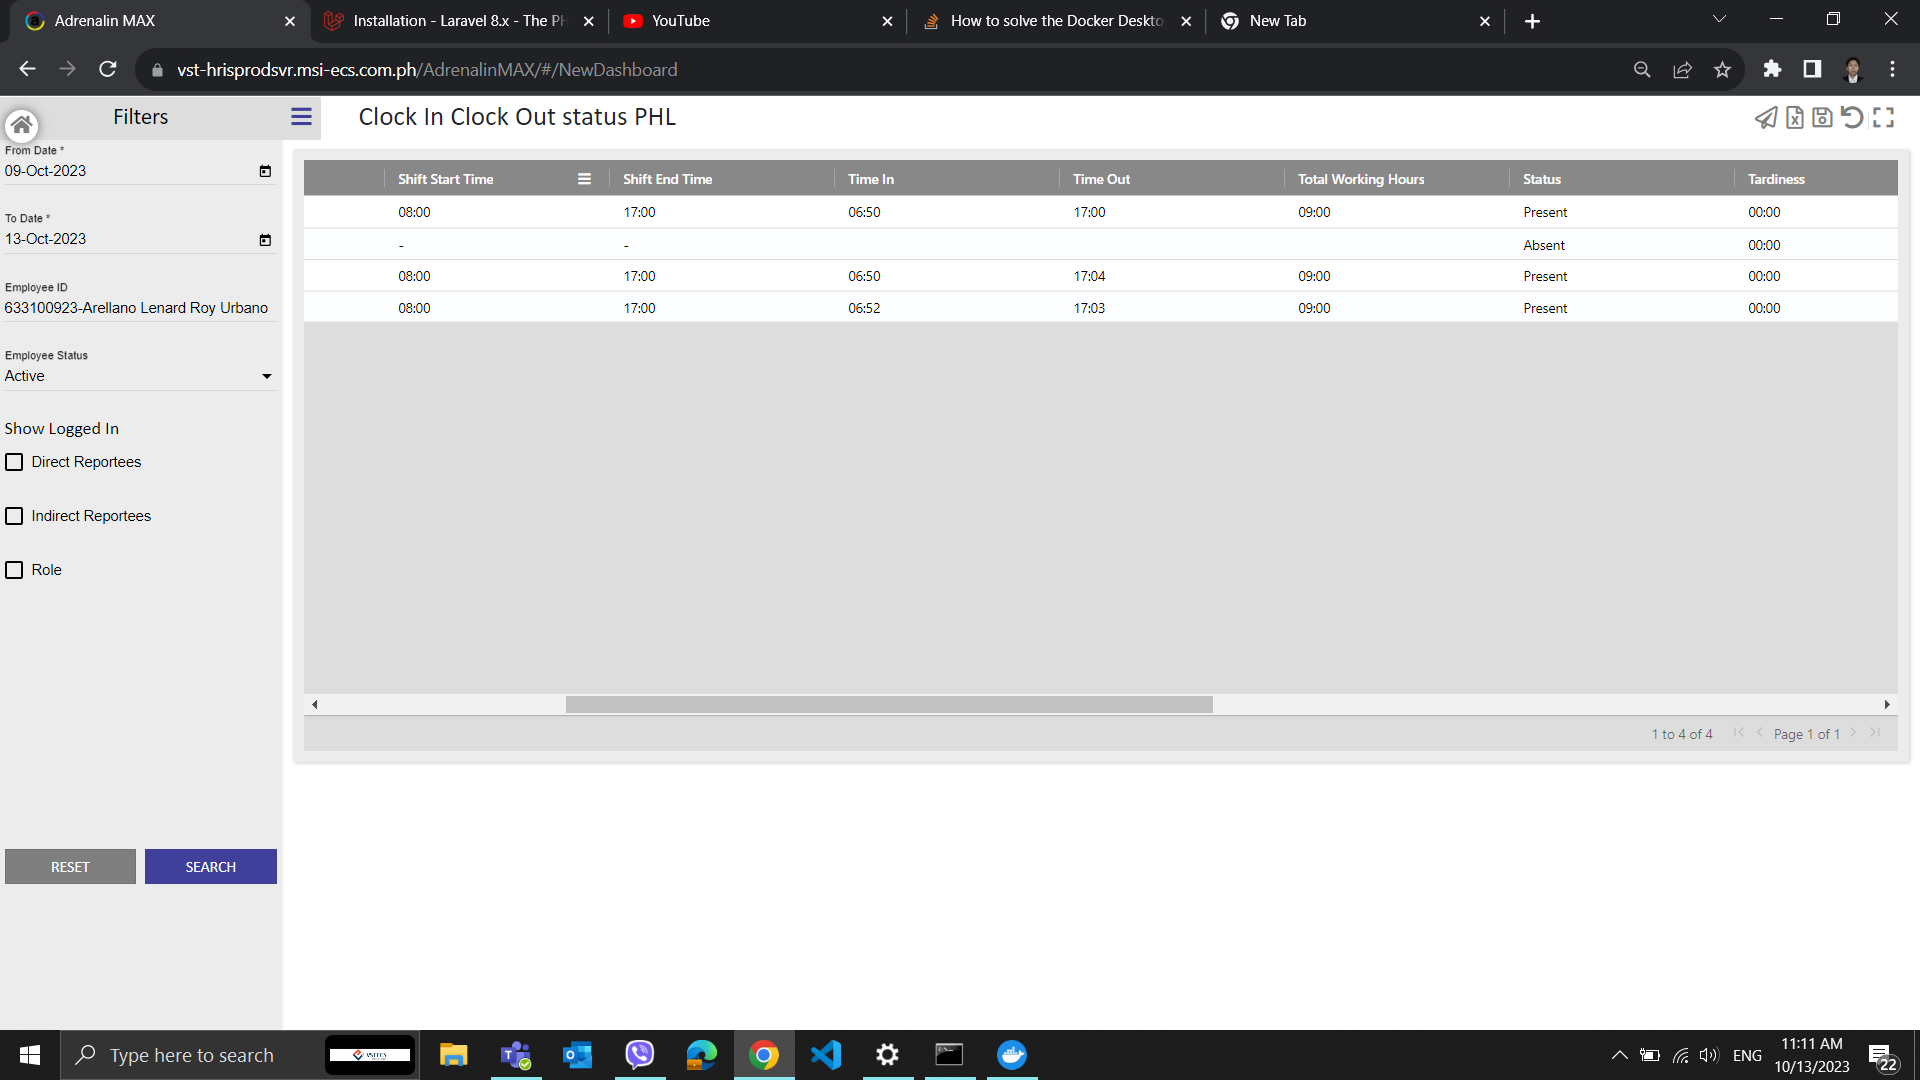 Adrenalin MAX
Installation - Laravel 8.x - The PH
YouTube
How to solve the Docker Deskto
New Tab
vst-hrisprodsvr.msi-ecs.com.ph/AdrenalinMAX/#/NewDashboard
Filters
Clock In Clock Out status PHL
From Date *
09-Oct-2023
To Date *
13-Oct-2023
Employee ID
633100923-Arellano Lenard Roy Urbano
Employee Status
Active
Show Logged In
Direct Reportees
Indirect Reportees
Role
RESET SEARCH
Shift Start Time Shift End Time Time In Time Out Total Working Hours Status Tardiness
08:00 17:00 06:50 17:00 09:00 Present 00:00
- - Absent 00:00
08:00 17:00 06:50 17:04 09:00 Present 00:00
08:00 17:00 06:52 17:03 09:00 Present 00:00
1 to 4 of 4 Page 1 of 1
Type here to search
VSTECS
ENG
11:11 AM
10/13/2023
22